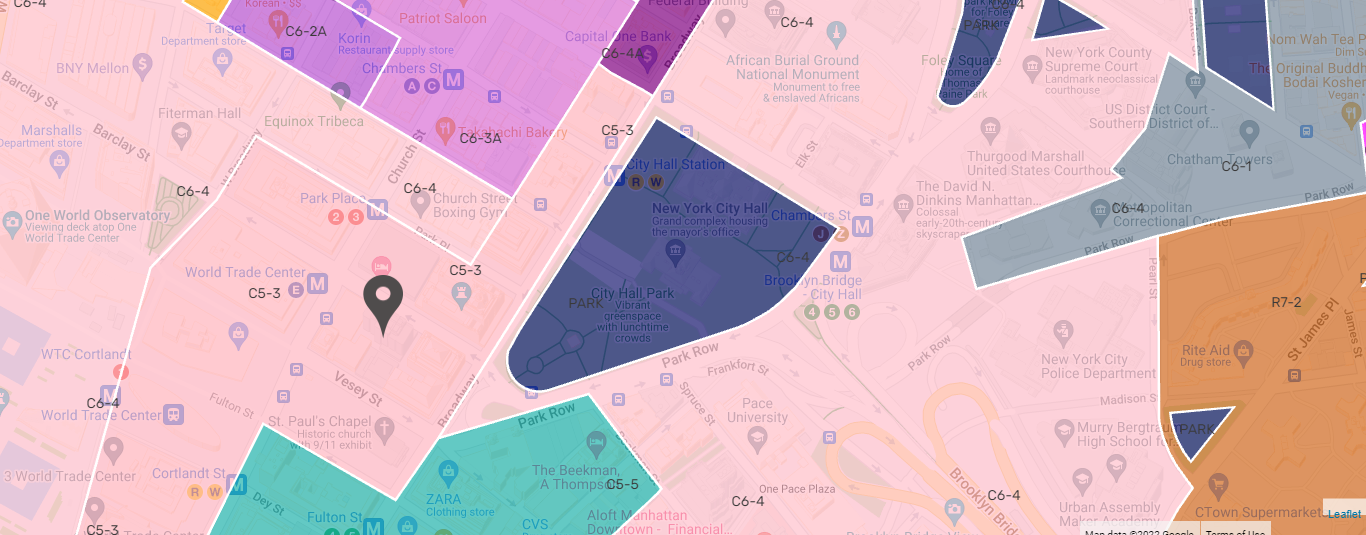 C6-4
Korean • $$
Target
Department store
C6-2A
Korin
Restaurant supply store
Patriot Saloon
Federal Building
C6-4
Capital One Bank
C6-4A
Broadway
BNY Mellon
Chambers St
A C
African Burial Ground
National Monument
Monument to free
& enslaved Africans
for Foley
Square
PARK
Foley Square
Home of
Thomas
Paine Park
New York County
Supreme Court
Landmark neoclassical
courthouse
Nom Wah Tea P
Dim S
The Original Buddh
Bodai Kosher
Vegan •
Barclay St
Fiterman Hall
Equinox Tribeca
Marshalls
Department store
Barclay St
W Broadway
Church St
Takahachi Bakery
C6-3A
C5-3
Elk St
US District Court -
Southern District of...
Chatham Towers
C6-1
Thurgood Marshall
United States Courthouse
City Hall Station
R W
C6-4
C6-4
Park Place
2 3
Church Street
Boxing Gym
Park Pl
New York City Hall
Grand complex housing
the mayor's office
Chambers St
J Z
The David N.
Dinkins Manhattan...
Colossal
early-20th-century
skyscraper
C6-4
Metropolitan
Correctional Center
Park Row
Park Row
One World Observatory
Viewing deck atop One
World Trade Center
World Trade Center
E
C5-3
C5-3
C6-4
Brooklyn Bridge
- City Hall
4 5 6
City Hall Park
PARK
Vibrant
greenspace
with lunchtime
crowds
Pearl St
R7-2
St James Pl
James St
WTC Cortlandt
Vesey St
Broadway
Park Row
Frankfort St
Park Row
New York City
Police Department
Rite Aid
Drug store
C6-4
World Trade Center
Fulton St
St. Paul's Chapel
Historic church
with 9/11 exhibit
Park Row
Spruce St
Pace
University
Madison St
Murry Bergtraum
High School for...
PARK
3 World Trade Center
Cortlandt St
R W
Dey St
ZARA
Clothing store
The Beekman,
A Thompson
C5-5
One Pace Plaza
C6-4
C6-4
Brooklyn Bridge
Urban Assembly
Maker Academy
CTown Supermarket
Leaflet
C5-3
Fulton St
CVS
Aloft Manhattan
Downtown - Financial...
Map data ©2022 Google
Terms of Use